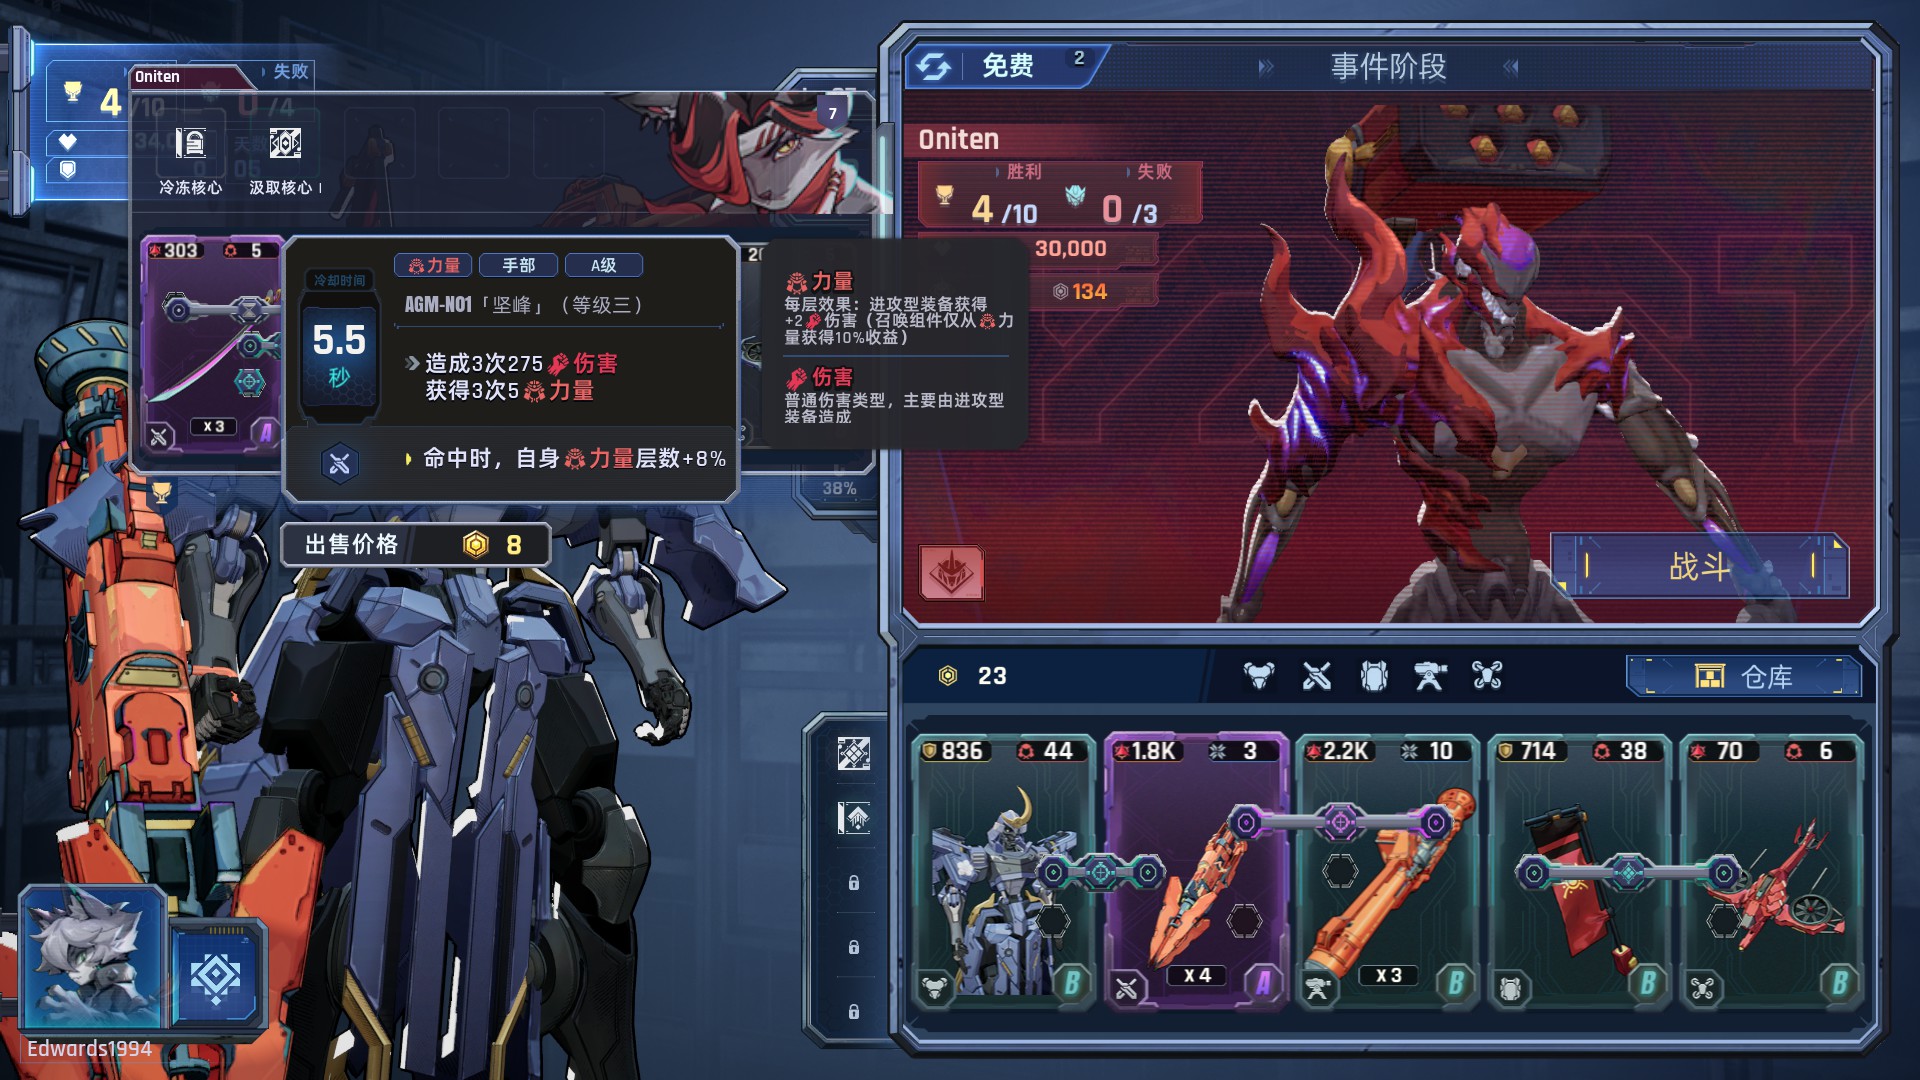 失败
4/10
0/4
34,0
天数
05
Oniten
7
冷冻核心
汲取核心 I
303
5
x3
A
冷却时间
5.5
秒
力量
手部
A级
AGM-N01「坚峰」（等级三）
造成3次275伤害
获得3次5力量
命中时，自身力量层数+8%
出售价格
8
力量
每层效果：进攻型装备获得
+2伤害（召唤组件仅从力
量获得10%收益）
伤害
普通伤害类型，主要由进攻型
装备造成
38%
免费
2
事件阶段
Oniten
胜利
失败
4/10
0/3
30,000
134
战斗
23
仓库
836
44
B
1.8K
3
x4
A
2.2K
10
x3
B
714
38
B
70
6
B
Edwards1994